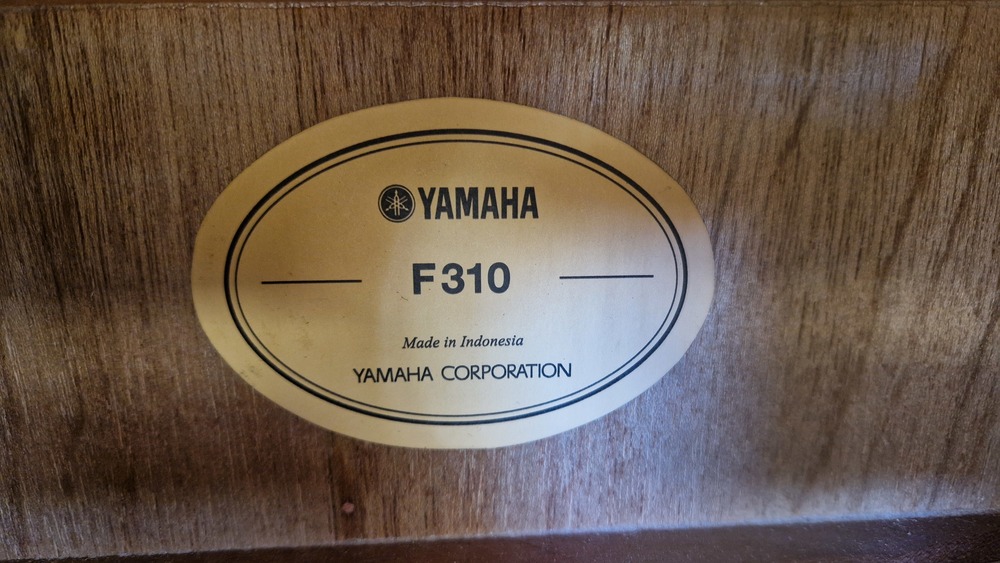 YAMAHA
F310
Made in Indonesia
YAMAHA CORPORATION